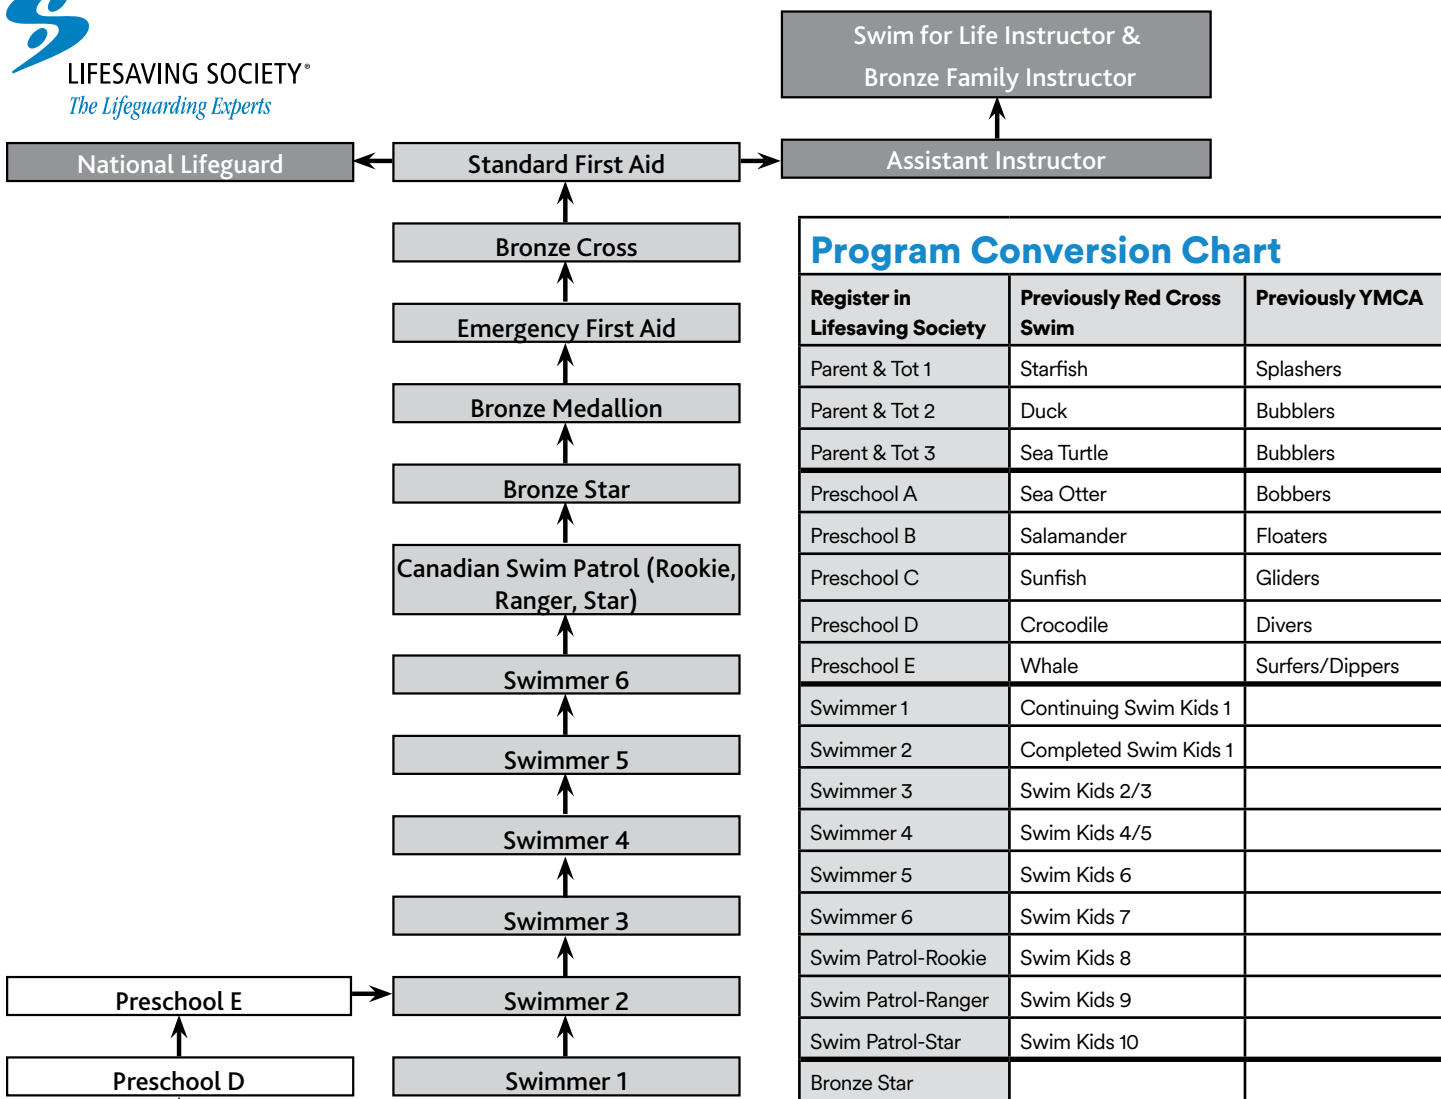 LIFESAVING SOCIETY®
The Lifeguarding Experts
Swim for Life Instructor &
Bronze Family Instructor
National Lifeguard
Standard First Aid
Assistant Instructor
Bronze Cross
Emergency First Aid
Bronze Medallion
Bronze Star
Canadian Swim Patrol (Rookie,
Ranger, Star)
Swimmer 6
Swimmer 5
Swimmer 4
Swimmer 3
Preschool E
Swimmer 2
Preschool D
Swimmer 1
Program Conversion Chart
Register in
Lifesaving Society
Previously Red Cross
Swim
Previously YMCA
Parent & Tot 1 Starfish Splashers
Parent & Tot 2 Duck Bubblers
Parent & Tot 3 Sea Turtle Bubblers
Preschool A Sea Otter Bobbers
Preschool B Salamander Floaters
Preschool C Sunfish Gliders
Preschool D Crocodile Divers
Preschool E Whale Surfers/Dippers
Swimmer 1 Continuing Swim Kids 1
Swimmer 2 Completed Swim Kids 1
Swimmer 3 Swim Kids 2/3
Swimmer 4 Swim Kids 4/5
Swimmer 5 Swim Kids 6
Swimmer 6 Swim Kids 7
Swim Patrol-Rookie Swim Kids 8
Swim Patrol-Ranger Swim Kids 9
Swim Patrol-Star Swim Kids 10
Bronze Star